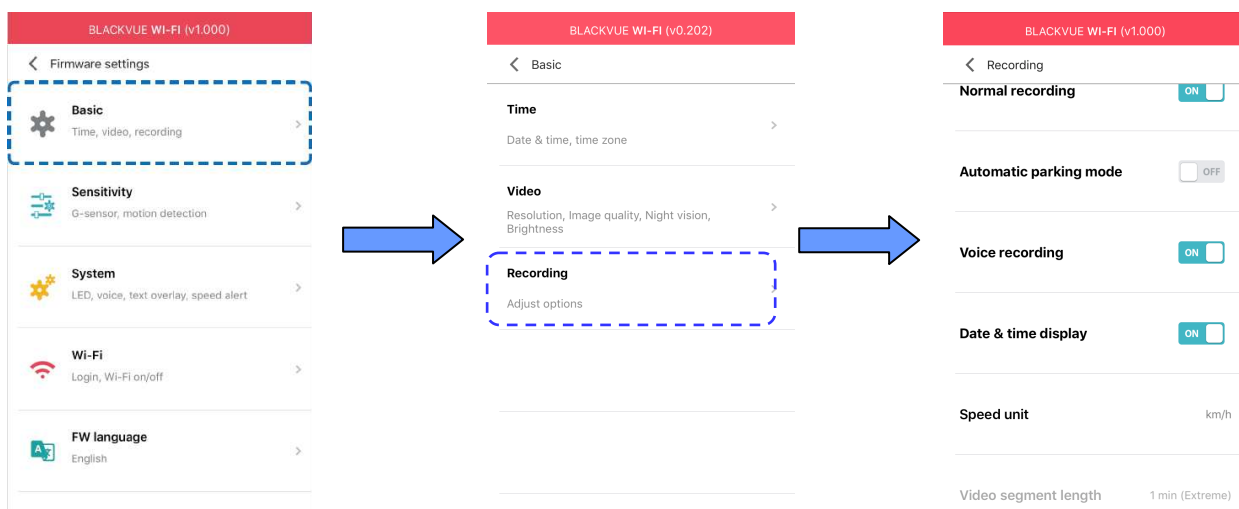 BLACKVUE WI-FI (v1.000)
Firmware settings
Basic
Time, video, recording
Sensitivity
G-sensor, motion detection
System
LED, voice, text overlay, speed alert
Wi-Fi
Login, Wi-Fi on/off
FW language
English
BLACKVUE WI-FI (v0.202)
Basic
Time
Date & time, time zone
Video
Resolution, Image quality, Night vision,
Brightness
Recording
Adjust options
BLACKVUE WI-FI (v1.000)
Recording
Normal recording ON
Automatic parking mode OFF
Voice recording ON
Date & time display ON
Speed unit km/h
Video segment length 1 min (Extreme)